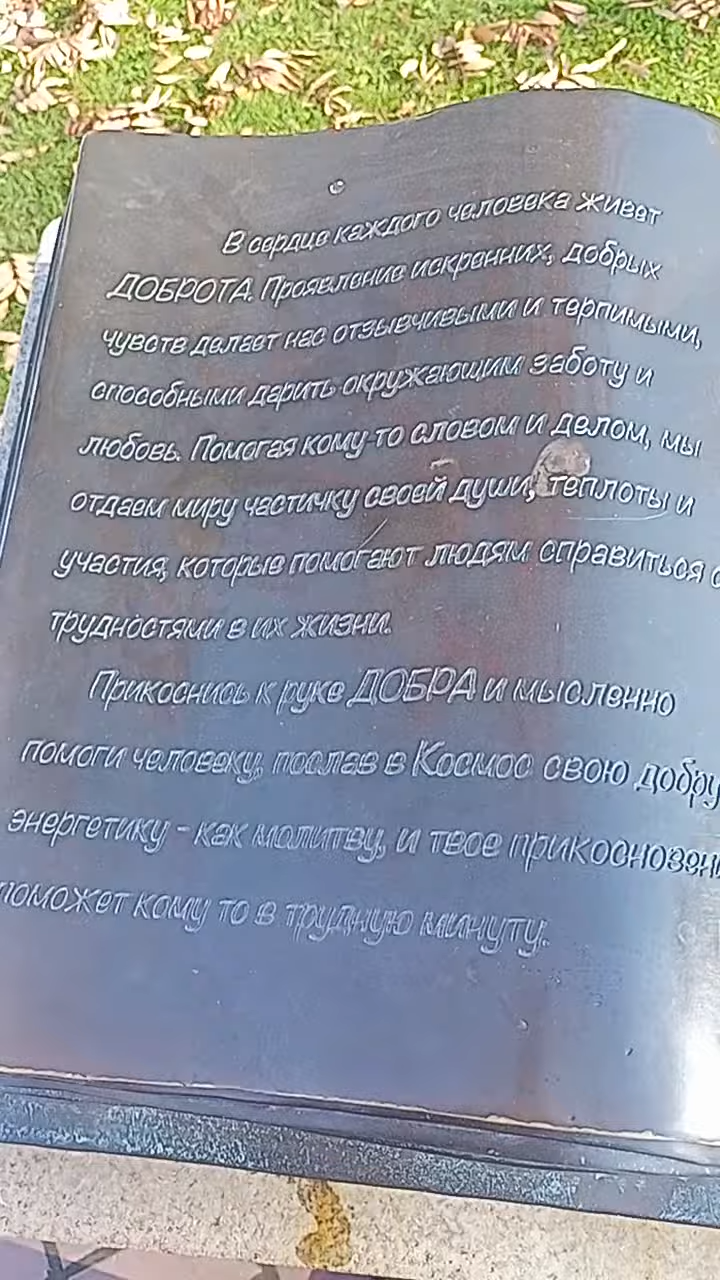 В сердце каждого человека живет
ДОБРОТА. Проявление искренних, добрых
чувств делает нас отзывчивыми и терпимыми,
способными дарить окружающим заботу и
любовь. Помогая кому-то словом и делом, мы
отдаем миру частичку своей души, теплоты и
участия, которые помогают людям справиться с
трудностями в их жизни.
Прикоснись к руке ДОБРА и мысленно
помоги человеку, послав в Космос свою добру
энергетику - как молитву, и твое прикосновени
поможет кому то в трудную минуту.